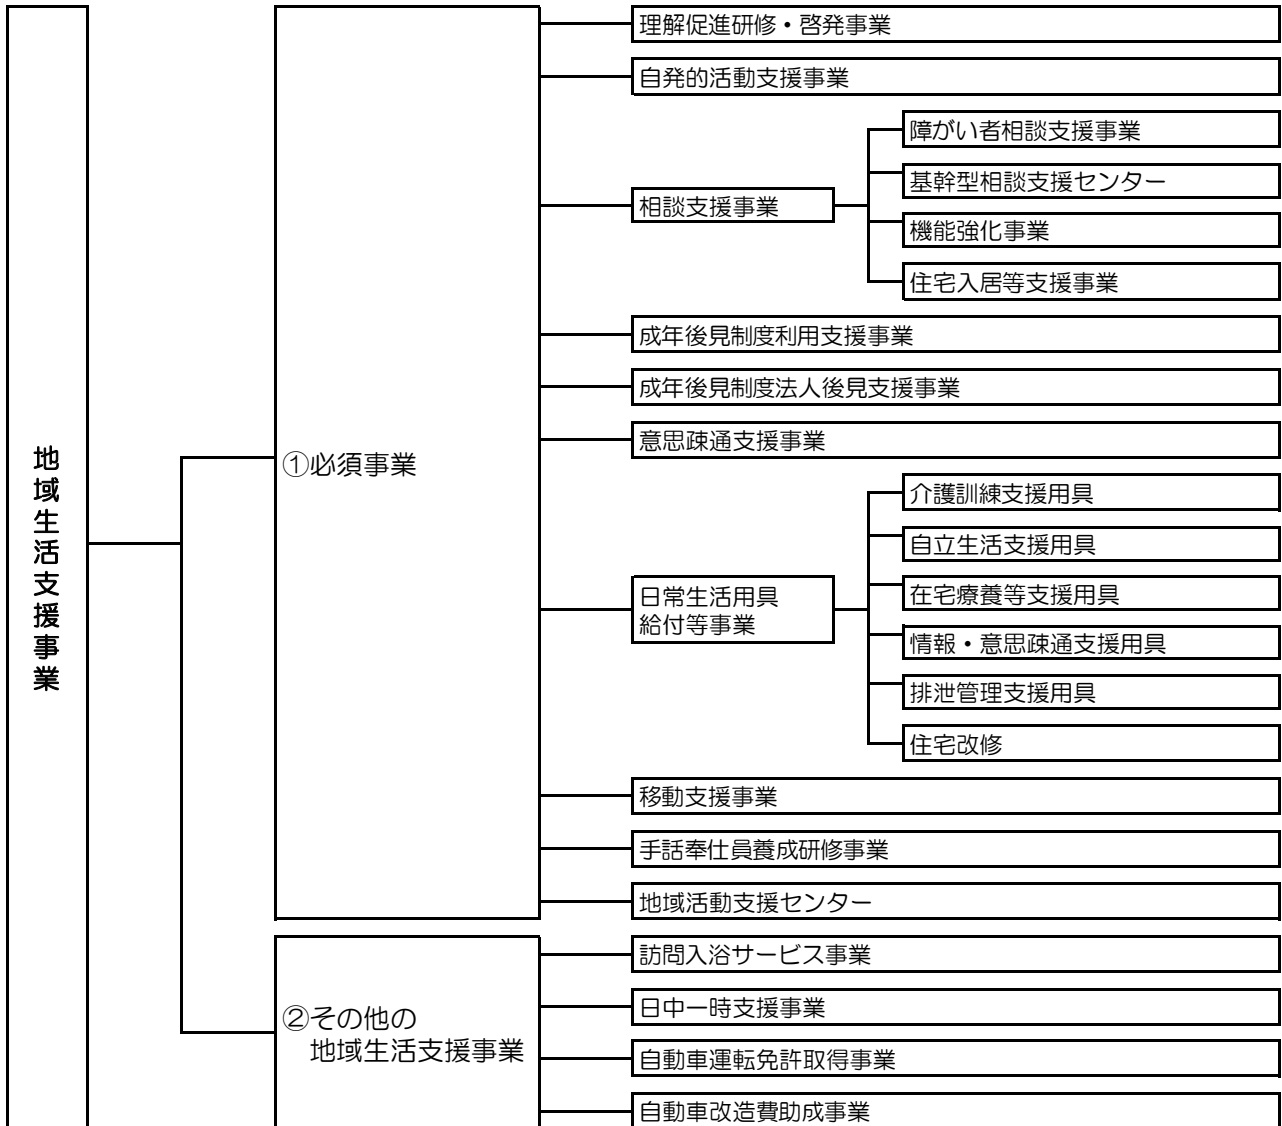 地域生活支援事業
①必須事業
理解促進研修・啓発事業
自発的活動支援事業
相談支援事業
障がい者相談支援事業
基幹型相談支援センター
機能強化事業
住宅入居等支援事業
成年後見制度利用支援事業
成年後見制度法人後見支援事業
意思疎通支援事業
日常生活用具
給付等事業
介護訓練支援用具
自立生活支援用具
在宅療養等支援用具
情報・意思疎通支援用具
排泄管理支援用具
住宅改修
移動支援事業
手話奉仕員養成研修事業
地域活動支援センター
②その他の
地域生活支援事業
訪問入浴サービス事業
日中一時支援事業
自動車運転免許取得事業
自動車改造費助成事業